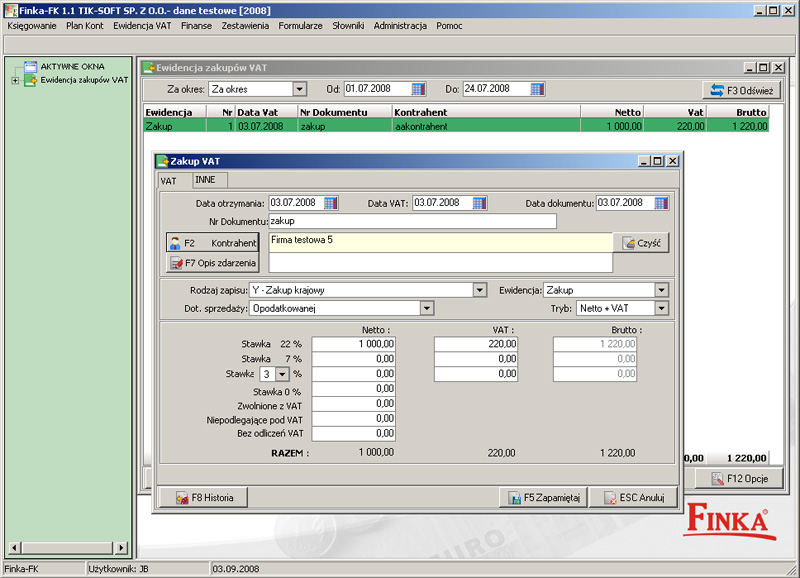 Finka-FK 1.1 TIK-SOFT SP. Z O.O.- dane testowe [2008]
Księgowanie Plan Kont Ewidencja VAT Finanse Zestawienia Formularze Słowniki Administracja Pomoc
AKTYWNE OKNA
Ewidencja zakupów VAT
Ewidencja zakupów VAT
Za okres: Za okres Od: 01.07.2008 Do: 24.07.2008 F3 Odśwież
Ewidencja Nr Data Vat Nr Dokumentu Kontrahent Netto Vat Brutto
Zakup 1 03.07.2008 zakup aakontrahent 1 000,00 220,00 1 220,00
Zakup VAT
VAT INNE
Data otrzymania: 03.07.2008 Data VAT: 03.07.2008 Data dokumentu: 03.07.2008
Nr Dokumentu: zakup
F2 Kontrahent Firma testowa 5 Czyść
F7 Opis zdarzenia
Rodzaj zapisu: Y - Zakup krajowy Ewidencja: Zakup
Dot. sprzedaży: Opodatkowanej Tryb: Netto + VAT
Netto : VAT : Brutto :
Stawka 22 % 1 000,00 220,00 1 220,00
Stawka 7 % 0,00 0,00 0,00
Stawka 3 % 0,00 0,00 0,00
Stawka 0 % 0,00
Zwolnione z VAT 0,00
Niepodlegające pod VAT 0,00
Bez odliczeń VAT 0,00
RAZEM : 1 000,00 220,00 1 220,00
0,00 1 220,00
F12 Opcje
F8 Historia F5 Zapamiętaj ESC Anuluj
FINKA®
EURO
Finka-FK Użytkownik: JB 03.09.2008